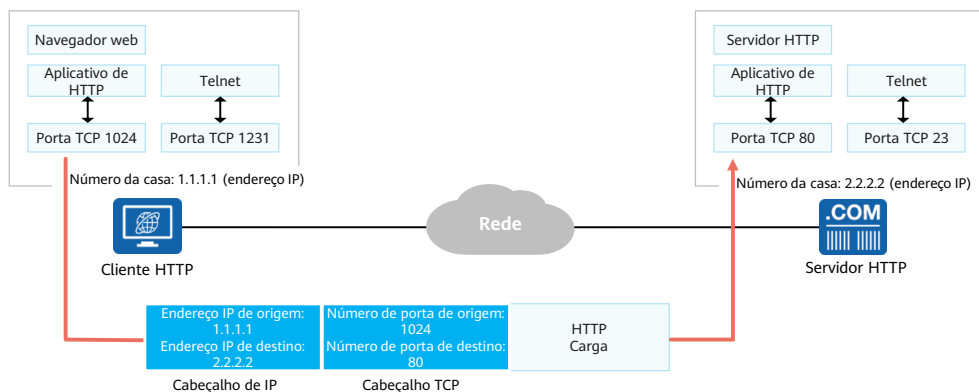 Navegador web
Aplicativo de
HTTP
Telnet
Porta TCP 1024
Porta TCP 1231
Número da casa: 1.1.1.1 (endereço IP)
Cliente HTTP
Rede
Servidor HTTP
Aplicativo de
HTTP
Telnet
Porta TCP 80
Porta TCP 23
Número da casa: 2.2.2.2 (endereço IP)
.COM
Servidor HTTP
Endereço IP de origem:
1.1.1.1
Endereço IP de destino:
2.2.2.2
Cabeçalho de IP
Número de porta de origem:
1024
Número de porta de destino:
80
Cabeçalho TCP
HTTP
Carga